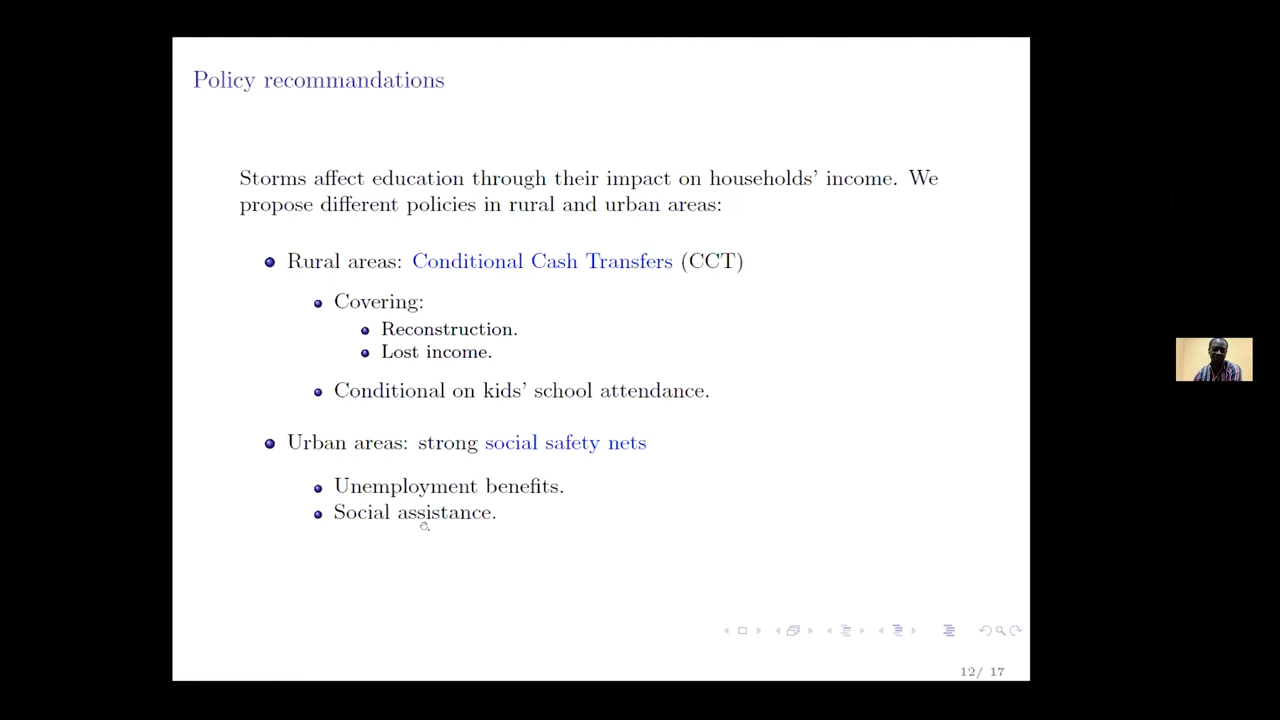 Policy recommandations
Storms affect education through their impact on households' income. We
propose different policies in rural and urban areas:
Rural areas: Conditional Cash Transfers (CCT)
Covering:
Reconstruction.
Lost income.
Conditional on kids' school attendance.
Urban areas: strong social safety nets
Unemployment benefits.
Social assistance.
12/ 17